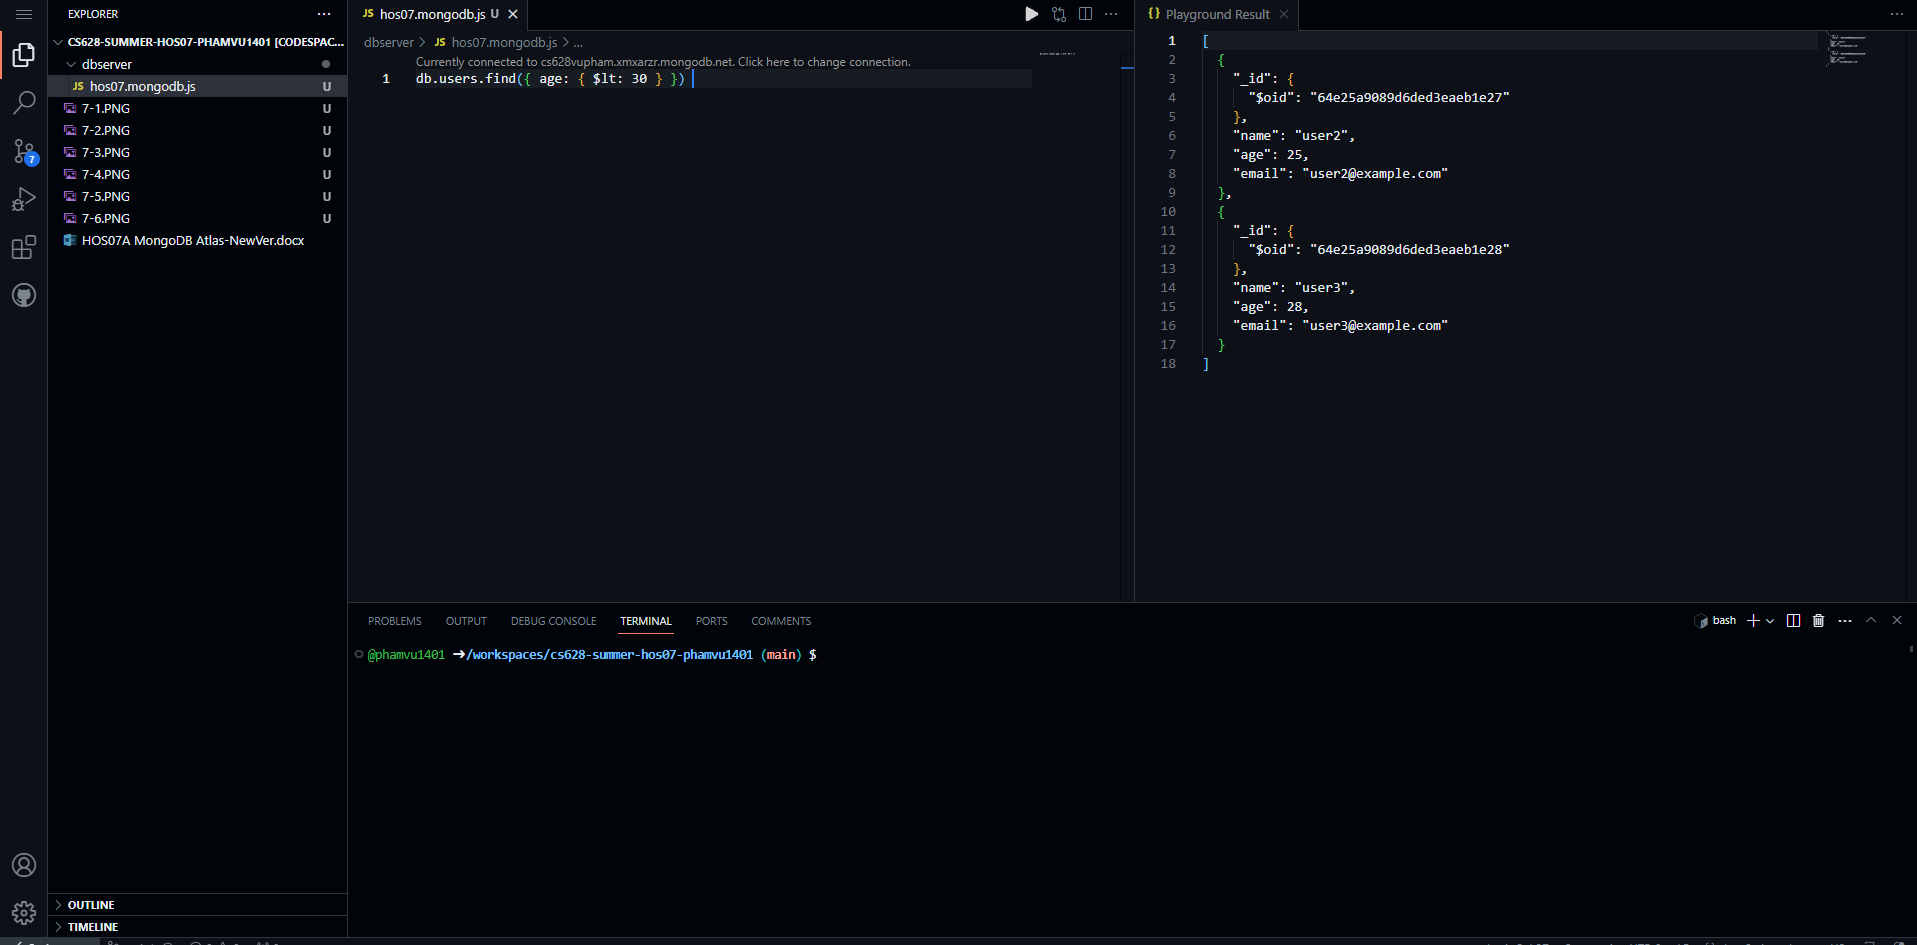 EXPLORER
CS628-SUMMER-HOS07-PHAMVU1401 [CODESPAC...
dbserver
JS hos07.mongodb.js U
7-1.PNG U
7-2.PNG U
7-3.PNG U
7-4.PNG U
7-5.PNG U
7-6.PNG U
HOS07A MongoDB Atlas-NewVer.docx
7
OUTLINE
TIMELINE
JS hos07.mongodb.js U
dbserver > JS hos07.mongodb.js > ...
Currently connected to cs628vupham.xmxarzr.mongodb.net. Click here to change connection.
1 db.users.find({ age: { $lt: 30 } })
{} Playground Result
1 [
2 {
3 "_id": {
4 "$oid": "64e25a9089d6ded3eaeb1e27"
5 },
6 "name": "user2",
7 "age": 25,
8 "email": "user2@example.com"
9 },
10 {
11 "_id": {
12 "$oid": "64e25a9089d6ded3eaeb1e28"
13 },
14 "name": "user3",
15 "age": 28,
16 "email": "user3@example.com"
17 }
18 ]
PROBLEMS OUTPUT DEBUG CONSOLE TERMINAL PORTS COMMENTS
bash
@phamvu1401 →/workspaces/cs628-summer-hos07-phamvu1401 (main) $